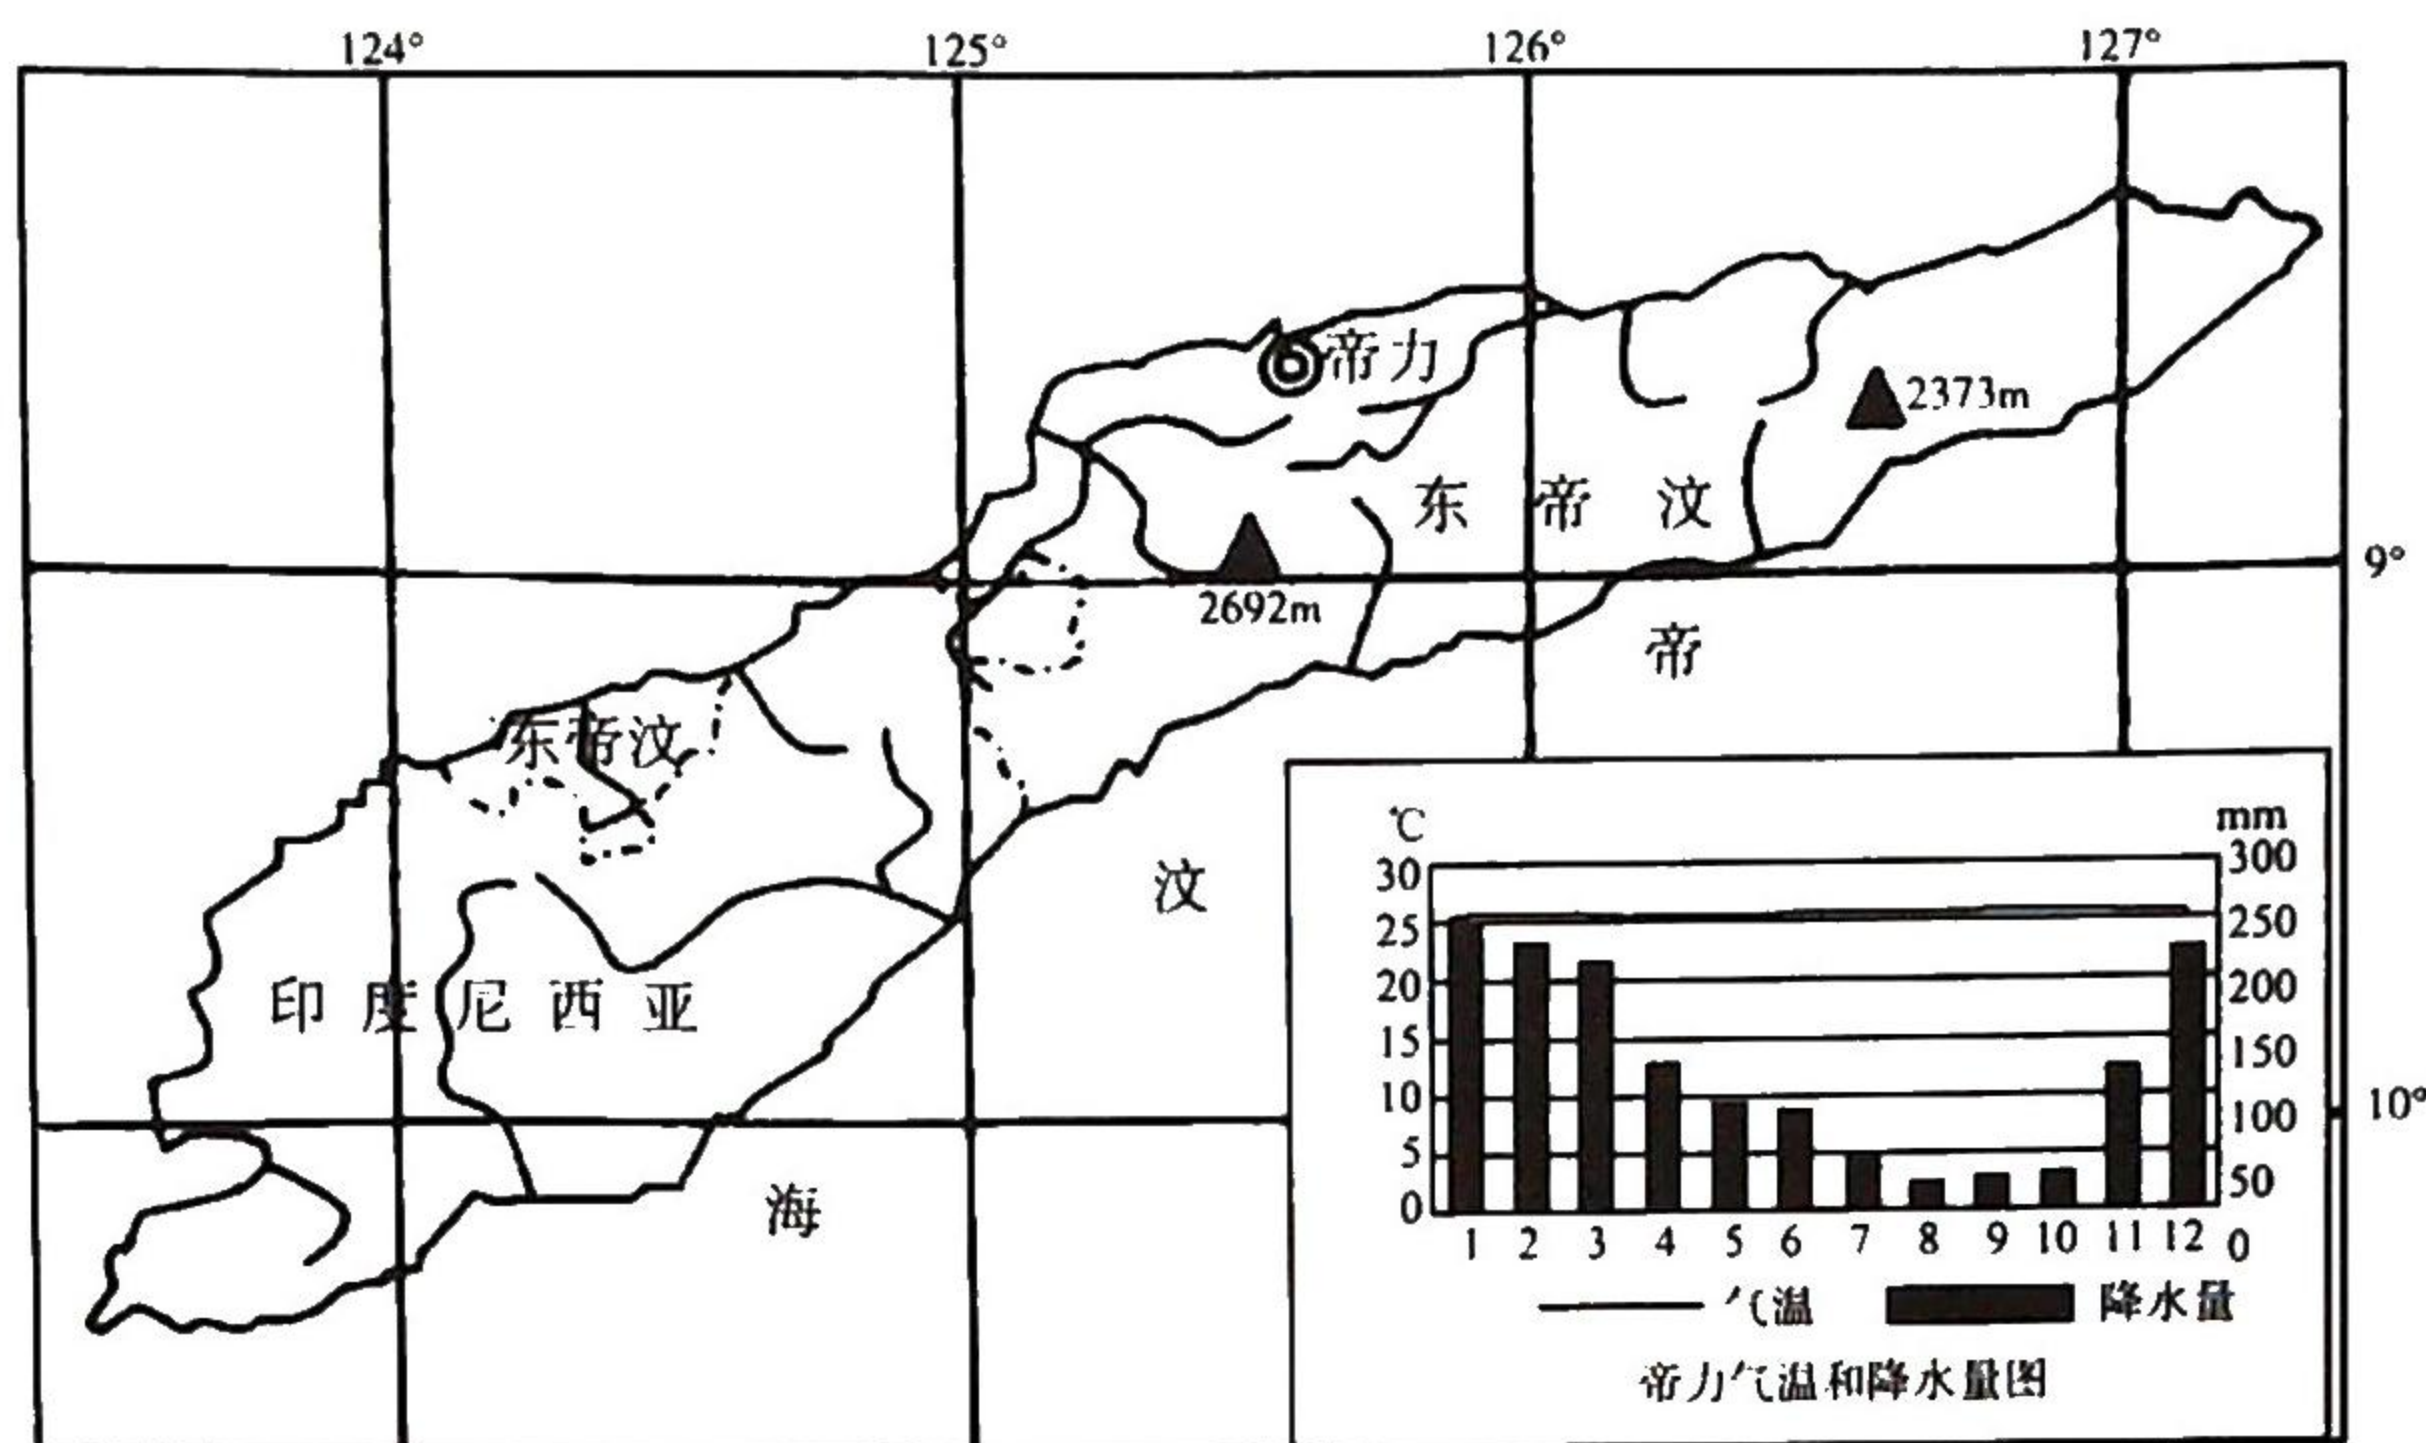 124° 125° 126° 127°
帝力
2373m
东 帝 汶
9°
2692m
帝
东帝汶
汶
印 度 尼 西 亚
海
10°
℃ mm
30 300
25 250
20 200
15 150
10 100
5 50
0 0
1 2 3 4 5 6 7 8 9 10 11 12
气温 降水量
帝力气温和降水量图